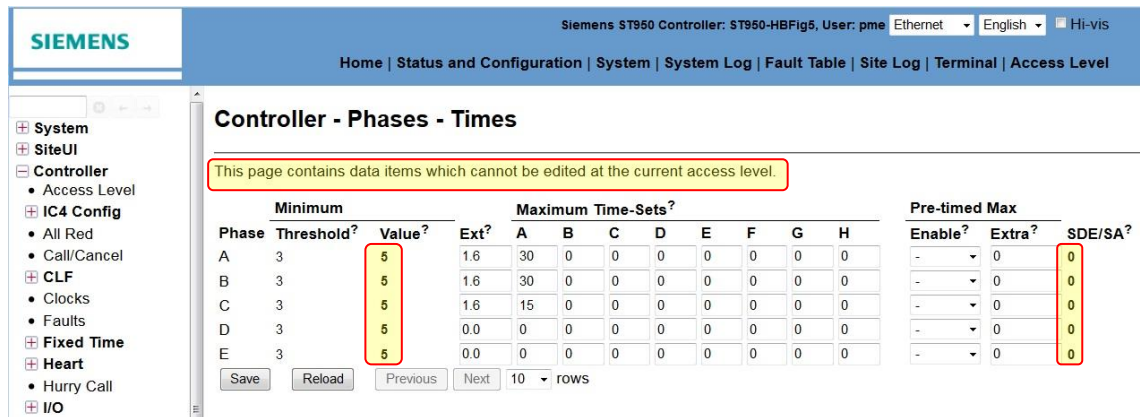 SIEMENS
Siemens ST950 Controller: ST950-HBFig5, User: pme Ethernet English Hi-vis
Home | Status and Configuration | System | System Log | Fault Table | Site Log | Terminal | Access Level
System
SiteUI
Controller
Access Level
IC4 Config
All Red
Call/Cancel
CLF
Clocks
Faults
Fixed Time
Heart
Hurry Call
I/O
Controller - Phases - Times
This page contains data items which cannot be edited at the current access level.
Minimum Maximum Time-Sets? Pre-timed Max
Phase Threshold? Value? Ext? A B C D E F G H Enable? Extra? SDE/SA?
A 3 5 1.6 30 0 0 0 0 0 0 0 - 0 0
B 3 5 1.6 30 0 0 0 0 0 0 0 - 0 0
C 3 5 1.6 15 0 0 0 0 0 0 0 - 0 0
D 3 5 0.0 0 0 0 0 0 0 0 0 - 0 0
E 3 5 0.0 0 0 0 0 0 0 0 0 - 0 0
Save Reload Previous Next 10 rows